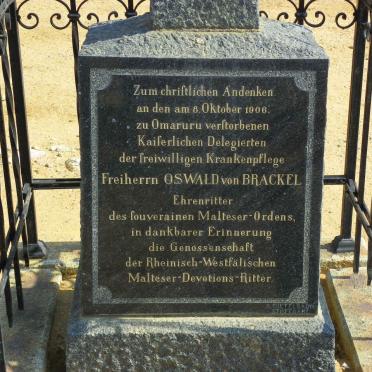 Zum chriſtlichen Andenken
an den am 8. Oktober 1906.
zu Omaruru verſtorbenen
Kaiſerlichen Delegierten
der freiwilligen Krankenpflege
Freiherrn OSWALD von BRACKEL
Ehrenritter
des ſouverainen Malteser-Ordens,
in dankbarer Erinnerung
die Genossenschaft
der Rheinisch-Westfälischen
Malteser-Devotions-Ritter